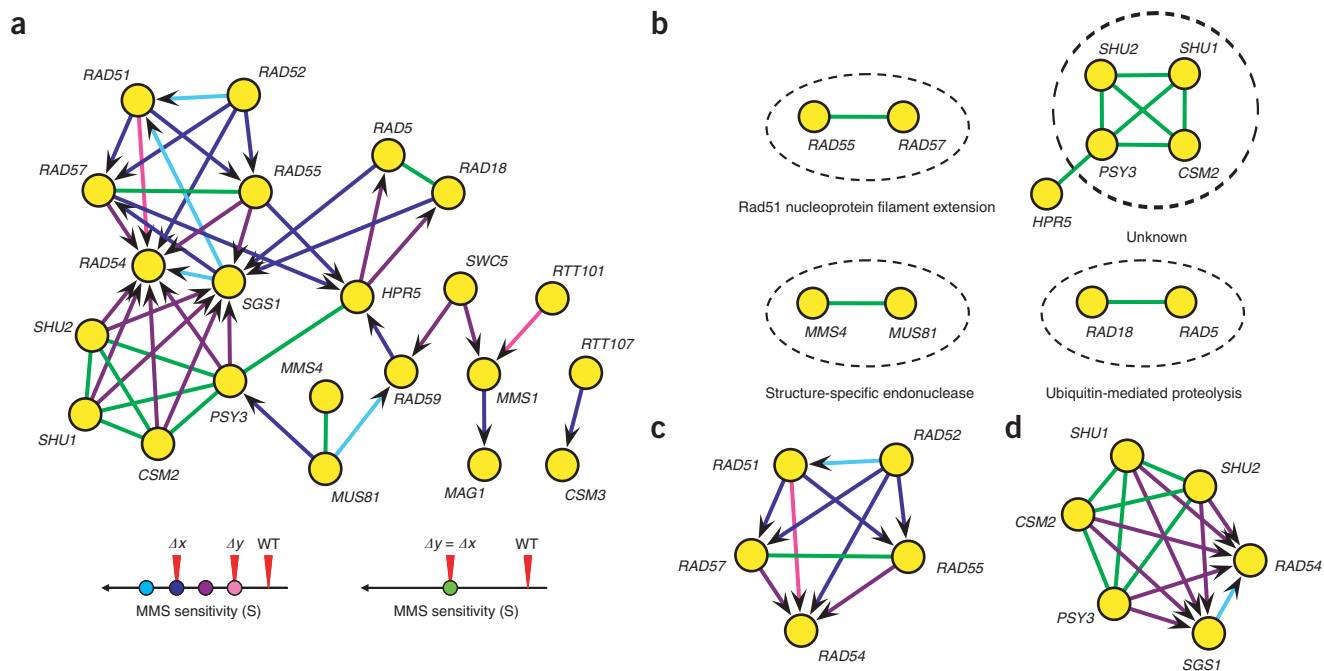 a
RAD51
RAD52
RAD5
RAD18
RAD57
RAD55
RAD54
SGS1
HPR5
SWC5
RTT101
SHU2
MMS4
RTT107
PSY3
RAD59
MMS1
SHU1
CSM2
MUS81
MAG1
CSM3
Δx
Δy
WT
MMS sensitivity (S)
Δy = Δx
WT
MMS sensitivity (S)
b
RAD55
RAD57
Rad51 nucleoprotein filament extension
SHU2
SHU1
PSY3
CSM2
HPR5
Unknown
MMS4
MUS81
Structure-specific endonuclease
RAD18
RAD5
Ubiquitin-mediated proteolysis
c
RAD51
RAD52
RAD57
RAD55
RAD54
d
SHU1
SHU2
CSM2
RAD54
PSY3
SGS1